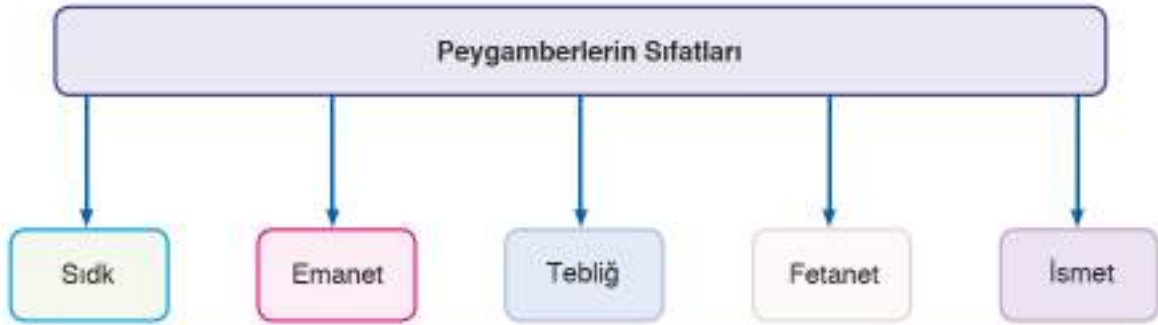 Peygamberlerin Sıfatları
Sıdk
Emanet
Tebliğ
Fetanet
İsmet